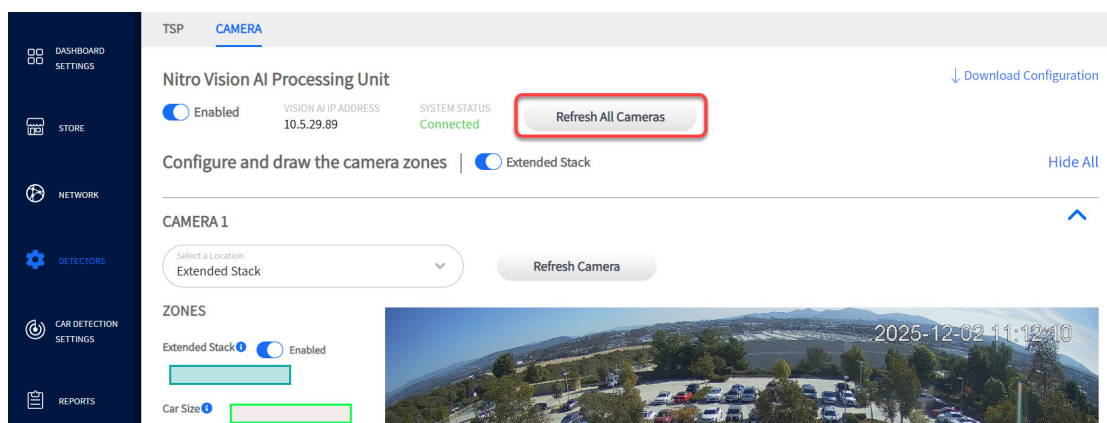 TSP CAMERA
DASHBOARD
SETTINGS
STORE
NETWORK
DETECTORS
CAR DETECTION
SETTINGS
REPORTS
Nitro Vision AI Processing Unit
↓ Download Configuration
Enabled
VISION AI IP ADDRESS
10.5.29.89
SYSTEM STATUS
Connected
Refresh All Cameras
Configure and draw the camera zones | Extended Stack
Hide All
CAMERA 1
Select a Location
Extended Stack
Refresh Camera
ZONES
Extended Stack Enabled
Car Size
2025-12-02 11:12:10